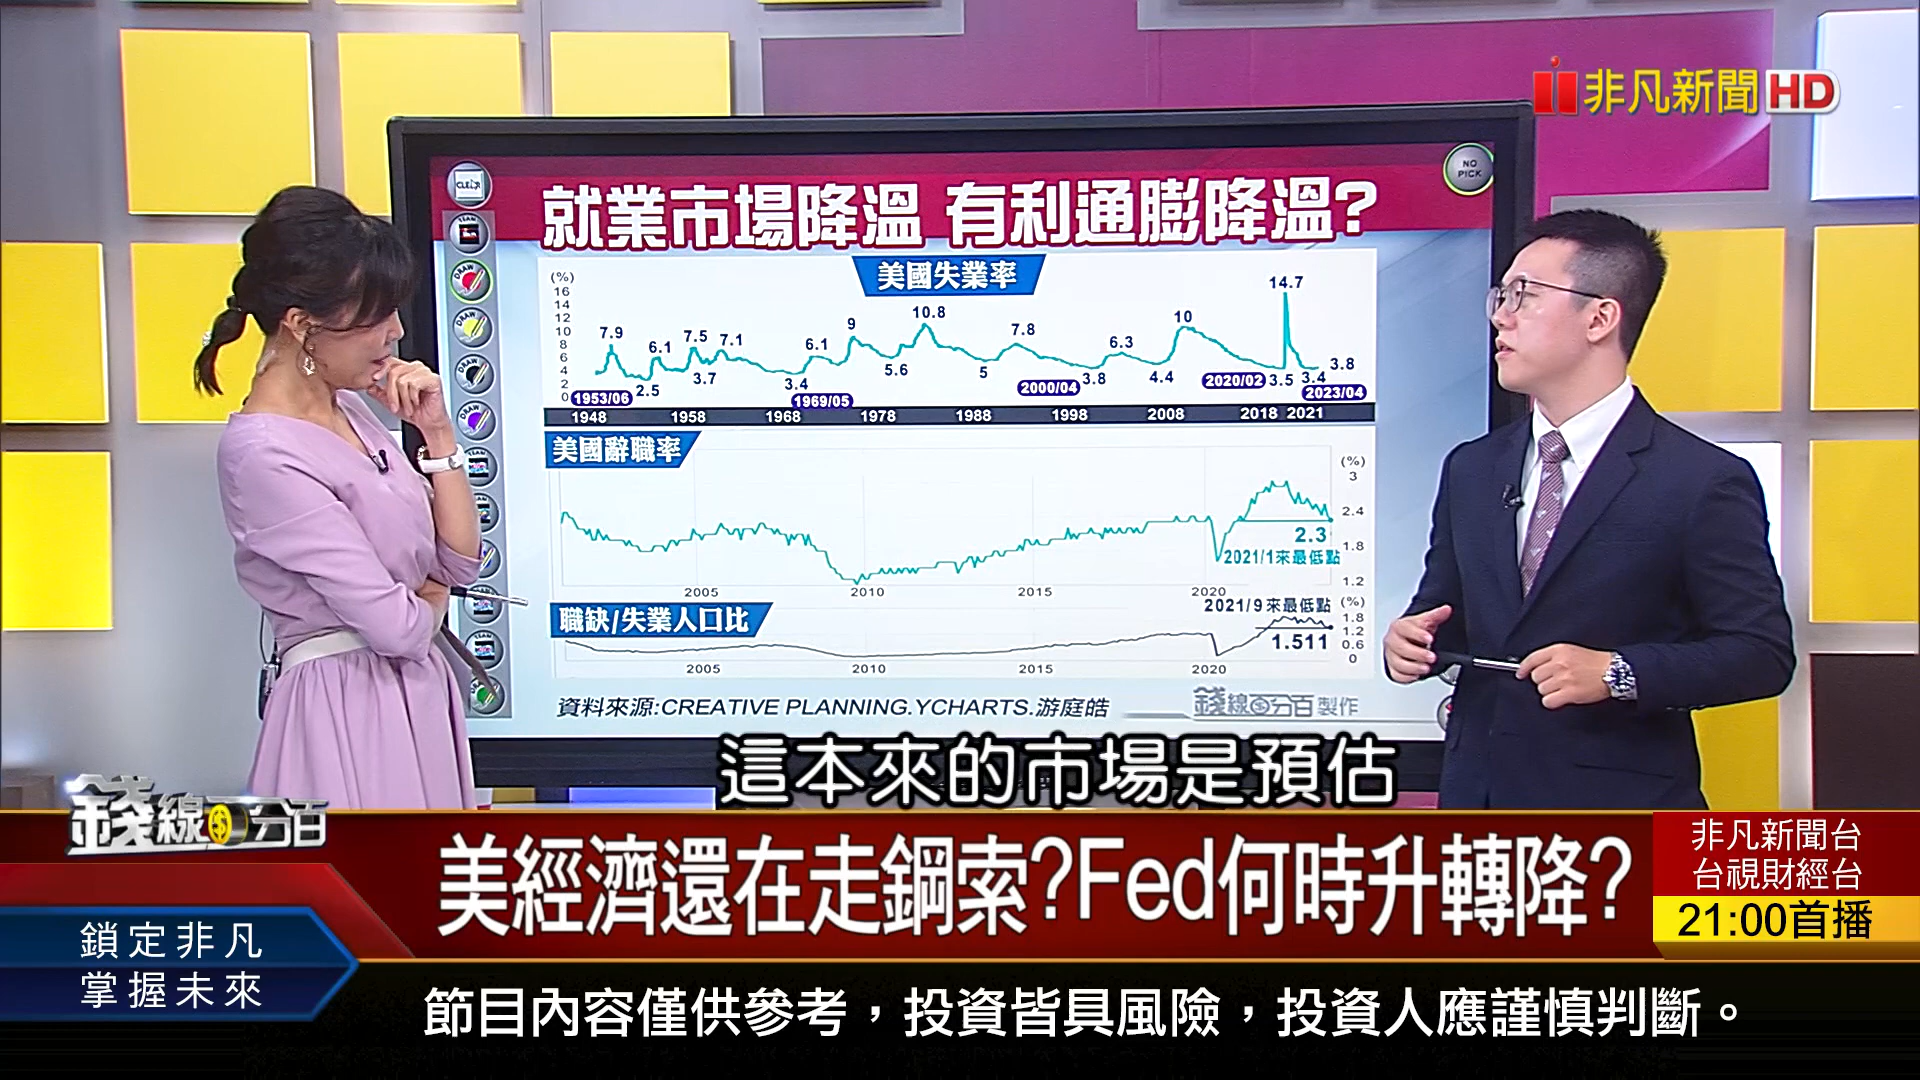 非凡新聞HD
CLEAR
NO PICK
TEAM
DRAW
DRAW
DRAW
DRAW
TEAM
TEAM
就業市場降溫 有利通膨降溫?
美國失業率
(%)
16
14
12
10
8
6
4
2
0
7.9
2.5
6.1
7.5
3.7
7.1
3.4
6.1
9
5.6
10.8
5
7.8
3.8
6.3
4.4
10
3.5
14.7
3.4
3.8
1953/06
1969/05
2000/04
2020/02
2023/04
1948 1958 1968 1978 1988 1998 2008 2018 2021
美國辭職率
(%)
3
2.4
1.8
1.2
2.3
2021/1來最低點
2005 2010 2015 2020
職缺/失業人口比
2021/9來最低點
(%)
1.8
1.2
0.6
0
1.511
2005 2010 2015 2020
資料來源:CREATIVE PLANNING.YCHARTS.游庭皓
錢線百分百 製作
這本來的市場是預估
錢線百分百
美經濟還在走鋼索?Fed何時升轉降?
非凡新聞台
台視財經台
21:00首播
鎖定非凡
掌握未來
節目內容僅供參考，投資皆具風險，投資人應謹慎判斷。